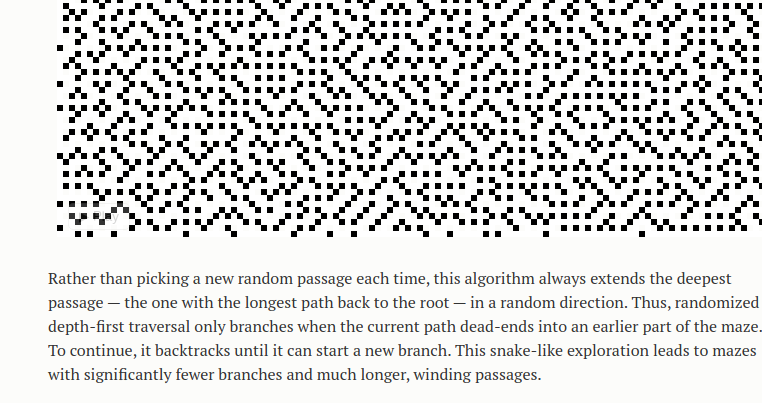 Rather than picking a new random passage each time, this algorithm always extends the deepest
passage — the one with the longest path back to the root — in a random direction. Thus, randomized
depth-first traversal only branches when the current path dead-ends into an earlier part of the maze.
To continue, it backtracks until it can start a new branch. This snake-like exploration leads to mazes
with significantly fewer branches and much longer, winding passages.